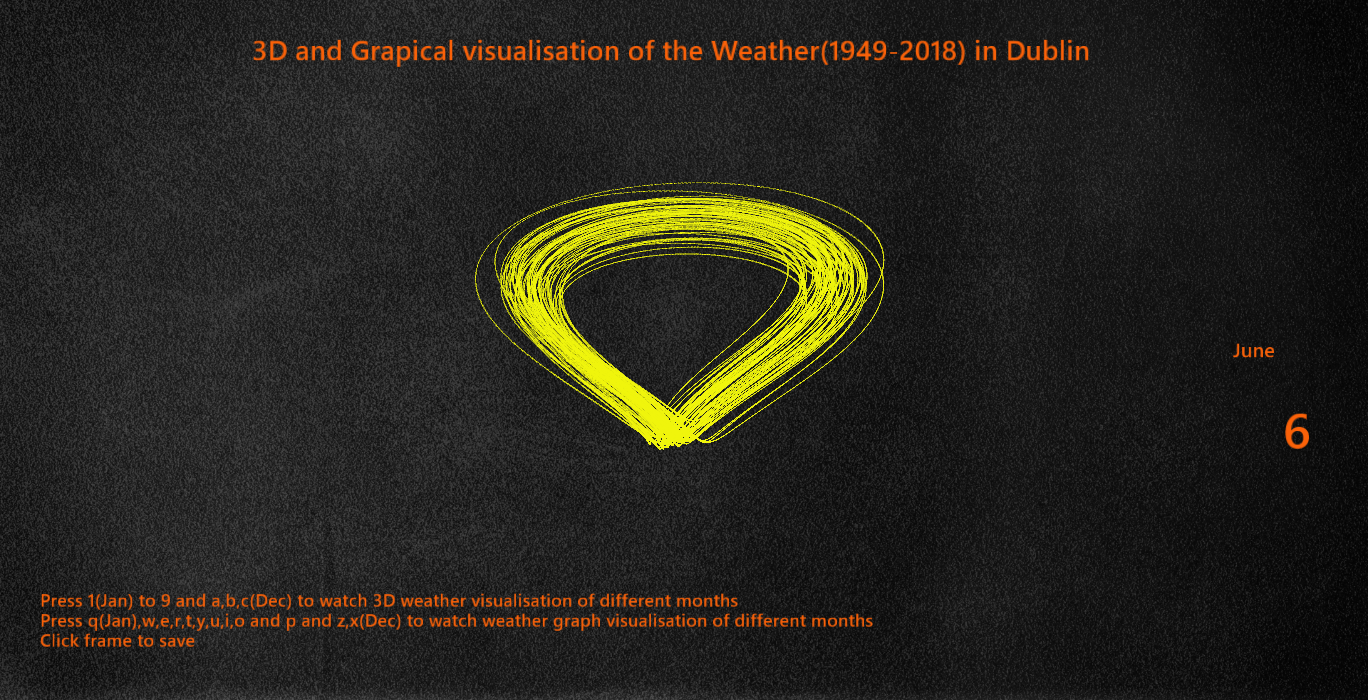 3D and Grapical visualisation of the Weather(1949-2018) in Dublin
June
6
Press 1(Jan) to 9 and a,b,c(Dec) to watch 3D weather visualisation of different months
Press q(Jan),w,e,r,t,y,u,i,o and p and z,x(Dec) to watch weather graph visualisation of different months
Click frame to save